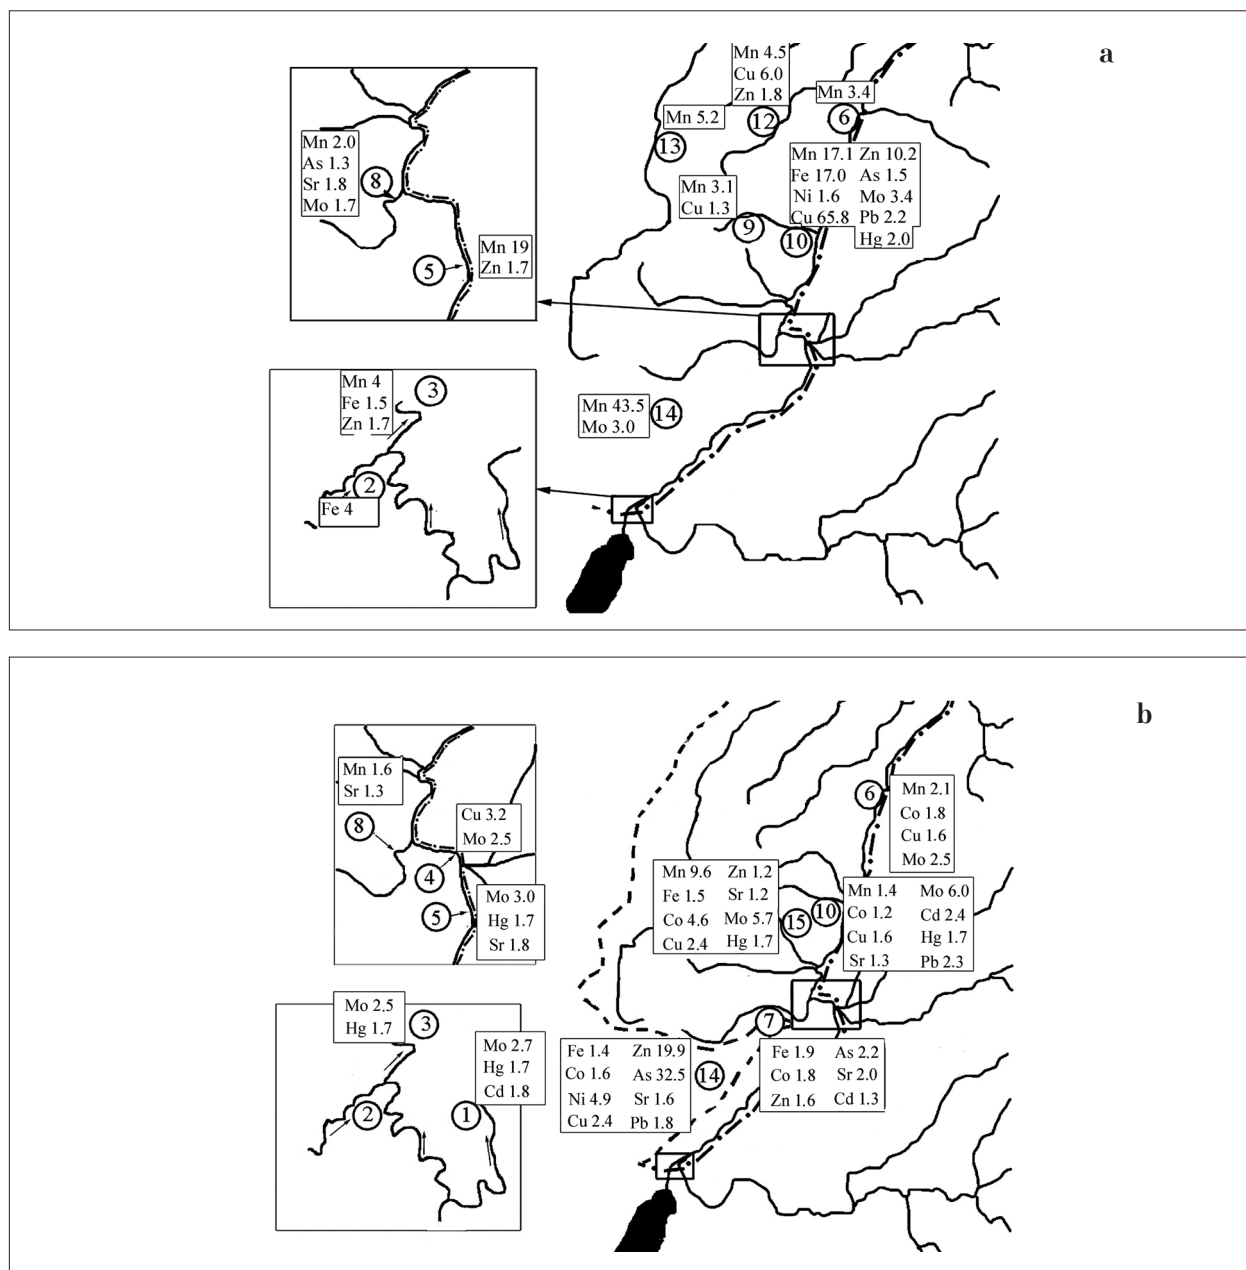 a
Mn 4.5
Cu 6.0
Zn 1.8
12
Mn 3.4
6
Mn 5.2
13
Mn 2.0
As 1.3
Sr 1.8
Mo 1.7
8
Mn 17.1 Zn 10.2
Fe 17.0 As 1.5
Ni 1.6 Mo 3.4
Cu 65.8 Pb 2.2
Hg 2.0
Mn 3.1
Cu 1.3
9
10
Mn 19
Zn 1.7
5
Mn 4
Fe 1.5
Zn 1.7
3
Mn 43.5
Mo 3.0
14
2
Fe 4
b
Mn 1.6
Sr 1.3
8
Cu 3.2
Mo 2.5
4
5
Mo 3.0
Hg 1.7
Sr 1.8
6
Mn 2.1
Co 1.8
Cu 1.6
Mo 2.5
Mn 9.6 Zn 1.2
Fe 1.5 Sr 1.2
Co 4.6 Mo 5.7
Cu 2.4 Hg 1.7
15
10
Mn 1.4 Mo 6.0
Co 1.2 Cd 2.4
Cu 1.6 Hg 1.7
Sr 1.3 Pb 2.3
Mo 2.5
Hg 1.7
3
Mo 2.7
Hg 1.7
Cd 1.8
2
1
7
Fe 1.4 Zn 19.9
Co 1.6 As 32.5
Ni 4.9 Sr 1.6
Cu 2.4 Pb 1.8
14
Fe 1.9 As 2.2
Co 1.8 Sr 2.0
Zn 1.6 Cd 1.3